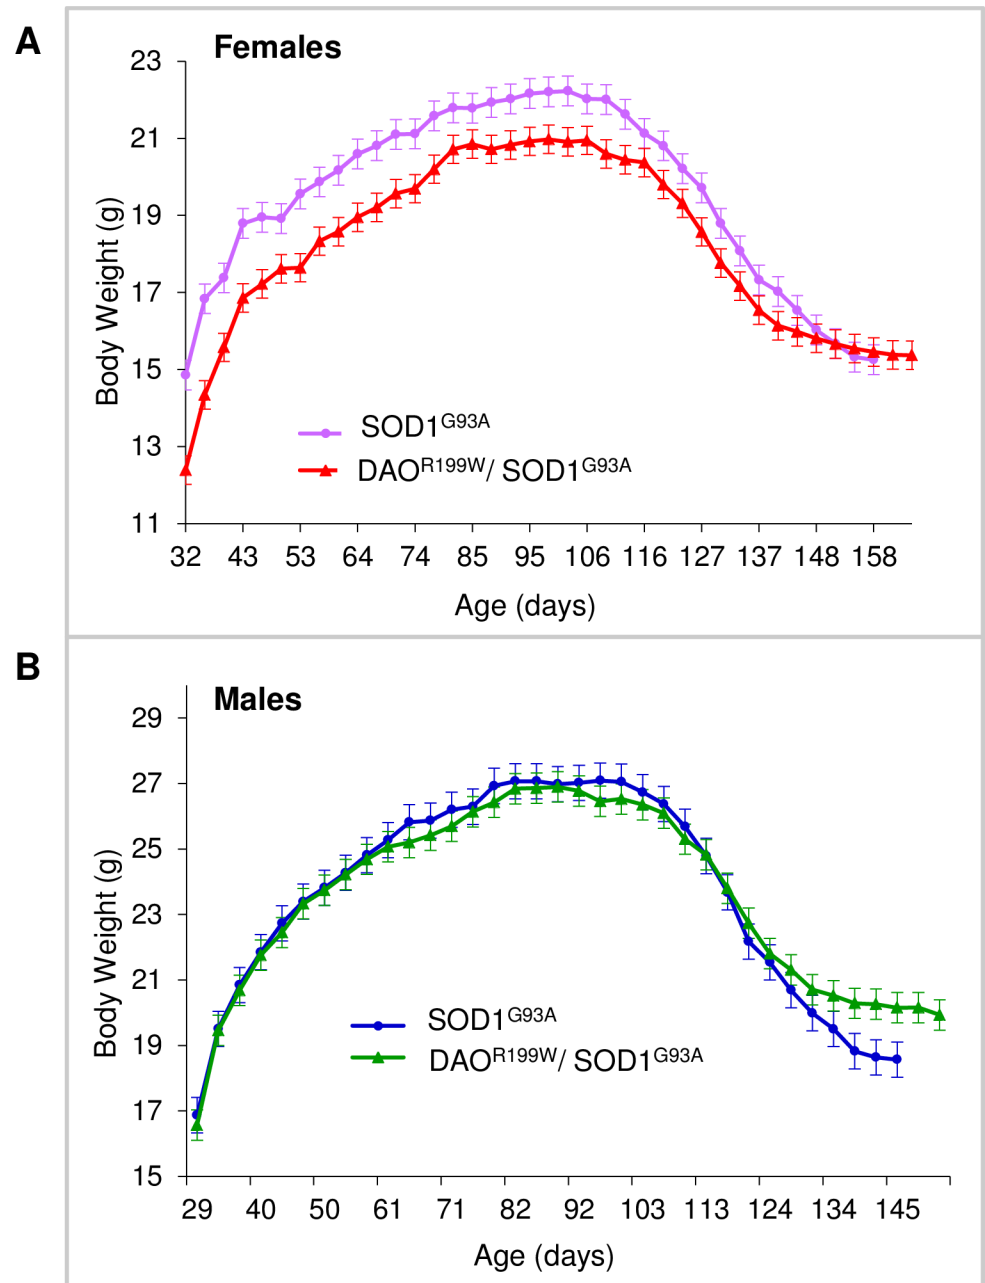 A
Females
23
21
19
17
15
13
11
Body Weight (g)
SOD1G93A
DAOR199W/ SOD1G93A
32 43 53 64 74 85 95 106 116 127 137 148 158
Age (days)
B
Males
29
27
25
23
21
19
17
15
Body Weight (g)
SOD1G93A
DAOR199W/ SOD1G93A
29 40 50 61 71 82 92 103 113 124 134 145
Age (days)